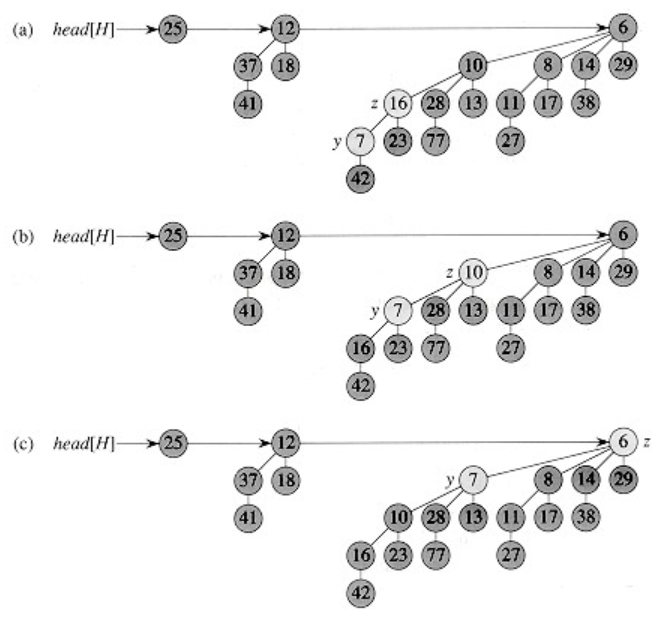 (a) head[H] 25 12 6
37 18 10 8 14 29
41 z 16 28 13 11 17 38
y 7 23 77 27
42
(b) head[H] 25 12 6
37 18 z 10 8 14 29
41 y 7 28 13 11 17 38
16 23 77 27
42
(c) head[H] 25 12 6 z
37 18 y 7 8 14 29
41 10 28 13 11 17 38
16 23 77 27
42